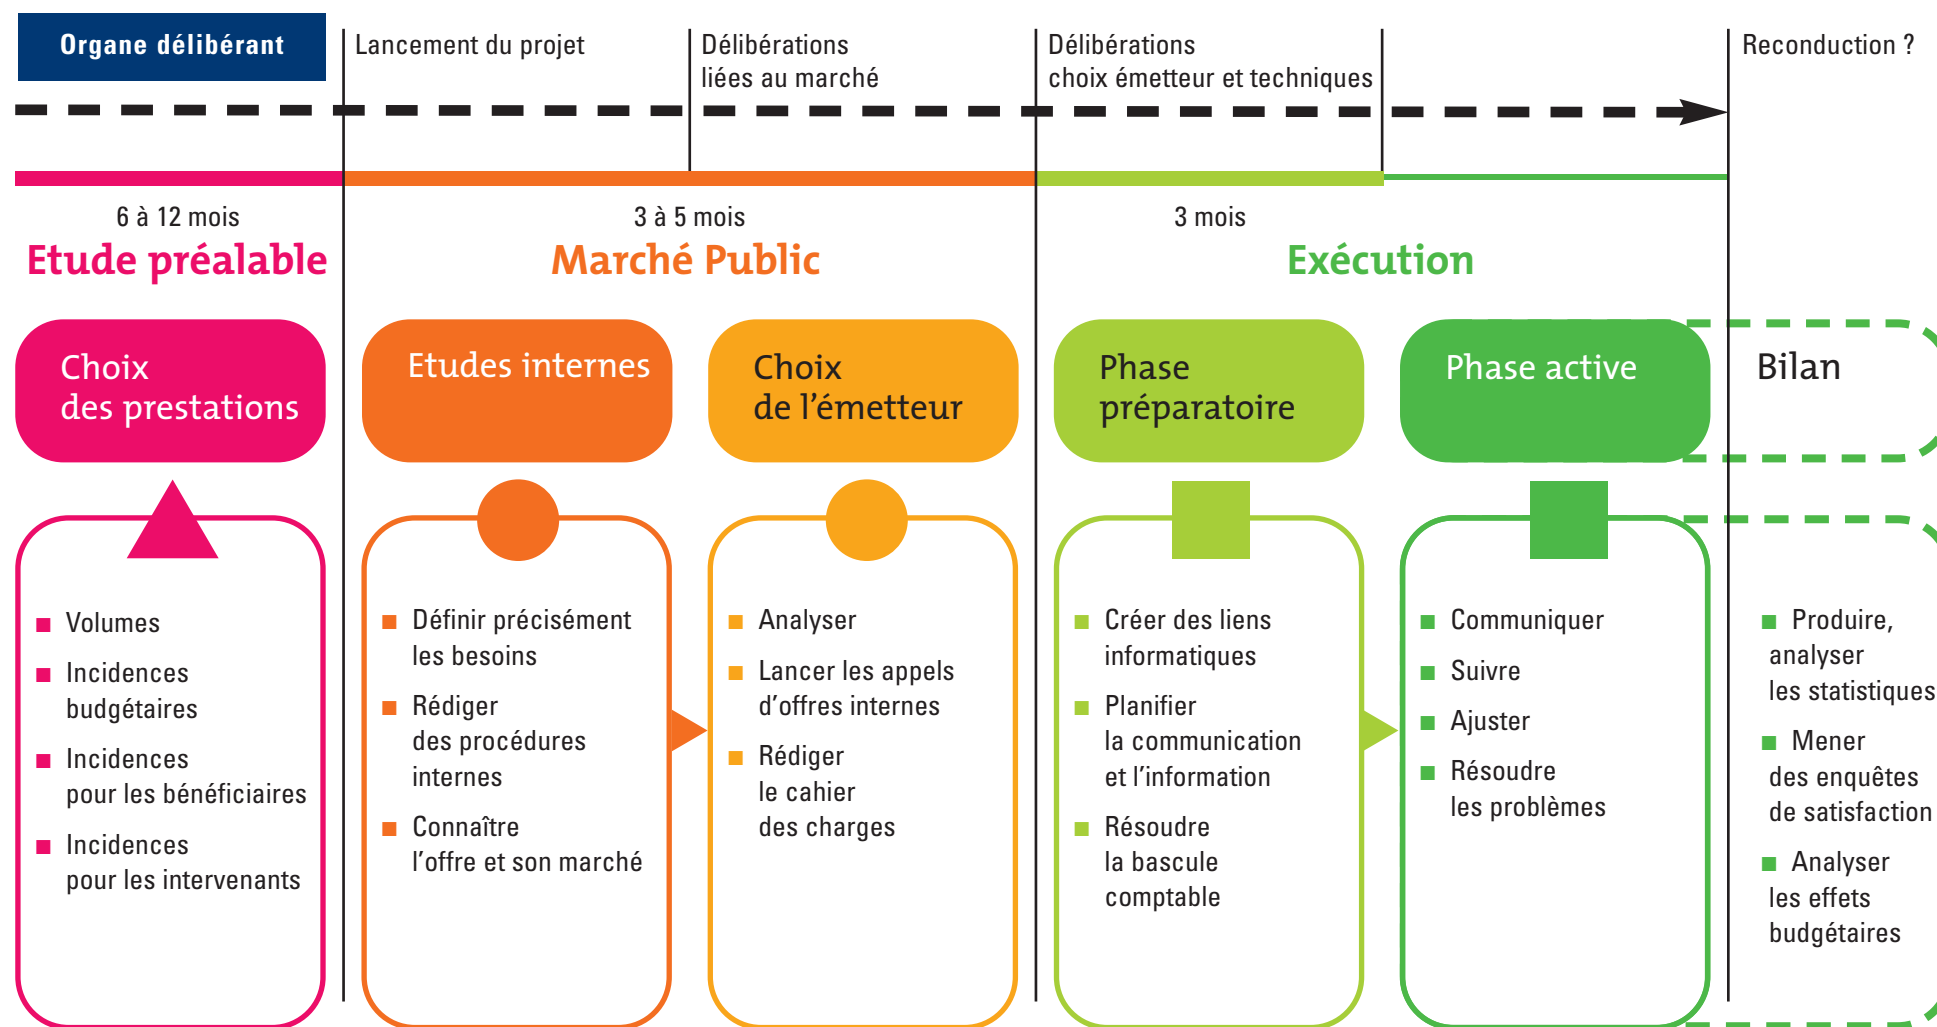 Organe délibérant
Lancement du projet
Délibérations
liées au marché
Délibérations
choix émetteur et techniques
Reconduction ?
6 à 12 mois
Etude préalable
3 à 5 mois
Marché Public
3 mois
Exécution
Choix
des prestations
Etudes internes
Choix
de l’émetteur
Phase
préparatoire
Phase active
Bilan
Volumes
Incidences
budgétaires
Incidences
pour les bénéficiaires
Incidences
pour les intervenants
Définir précisément
les besoins
Rédiger
des procédures
internes
Connaître
l’offre et son marché
Analyser
Lancer les appels
d’offres internes
Rédiger
le cahier
des charges
Créer des liens
informatiques
Planifier
la communication
et l’information
Résoudre
la bascule
comptable
Communiquer
Suivre
Ajuster
Résoudre
les problèmes
Produire,
analyser
les statistiques
Mener
des enquêtes
de satisfaction
Analyser
les effets
budgétaires